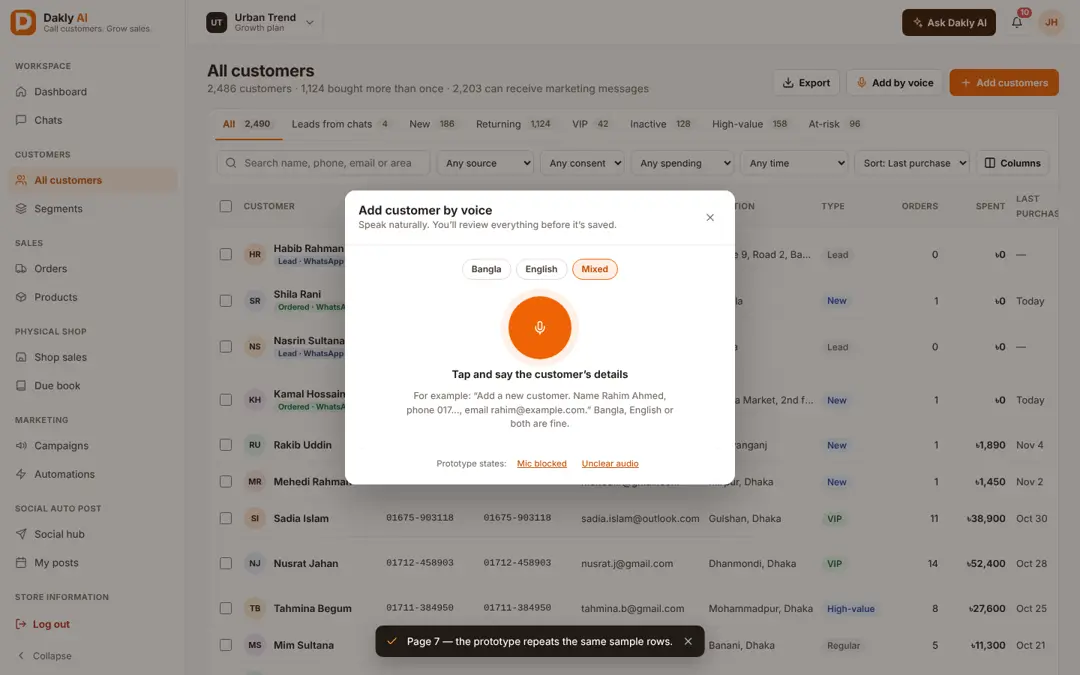 Dakly AI
Call customers. Grow sales.
UT
Urban Trend
Growth plan
Ask Dakly AI
10
JH
WORKSPACE
Dashboard
Chats
CUSTOMERS
All customers
Segments
SALES
Orders
Products
PHYSICAL SHOP
Shop sales
Due book
MARKETING
Campaigns
Automations
SOCIAL AUTO POST
Social hub
My posts
STORE INFORMATION
Log out
Collapse
All customers
2,486 customers · 1,124 bought more than once · 2,203 can receive marketing messages
Export
Add by voice
Add customers
All 2,490 Leads from chats 4 New 186 Returning 1,124 VIP 42 Inactive 128 High-value 158 At-risk 96
Search name, phone, email or area
Any source
Any consent
Any spending
Any time
Sort: Last purchase
Columns
CUSTOMER TYPE ORDERS SPENT LAST
HR Habib Rahman e 9, Road 2, Ba... Lead 0 ৳0 —
Lead · WhatsApp
SR Shila Rani New 1 ৳0 Today
Ordered ·
NS Nasrin Sultana Lead 0 ৳0 —
Lead · WhatsApp
KH Kamal Hossain a Market, 2nd f... New 1 ৳0 Today
Ordered ·
RU Rakib Uddin New 1 ৳1,890 Nov 4
MR Mehedi Rahman Dhaka New 1 ৳1,450 Nov 2
SI Sadia Islam 01675-903118 01675-903118 sadia.islam@outlook.com Gulshan, Dhaka VIP 11 ৳38,900 Oct 30
NJ Nusrat Jahan 01712-458903 01712-458903 nusrat.j@gmail.com Dhanmondi, Dhaka VIP 14 ৳52,400 Oct 28
TB Tahmina Begum 01711-384950 01711-384950 tahmina.b@gmail.com Mohammadpur, Dhaka High-value 8 ৳27,600 Oct 25
MS Mim Sultana Banani, Dhaka Regular 5 ৳11,300 Oct 21
Add customer by voice
Speak naturally. You’ll review everything before it’s saved.
Bangla English Mixed
Tap and say the customer’s details
For example: “Add a new customer. Name Rahim Ahmed,
phone 017..., email rahim@example.com.” Bangla, English or
both are fine.
Prototype states: Mic blocked Unclear audio
Page 7 — the prototype repeats the same sample rows.